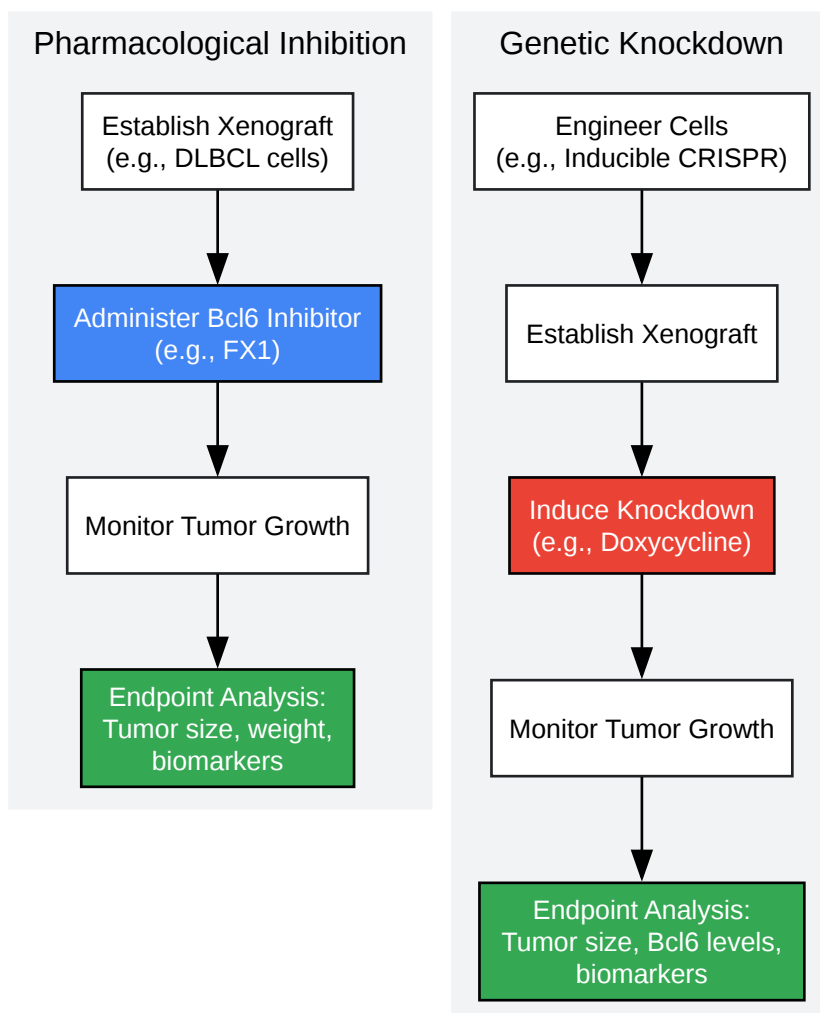 Pharmacological Inhibition
Establish Xenograft
(e.g., DLBCL cells)
Administer Bcl6 Inhibitor
(e.g., FX1)
Monitor Tumor Growth
Endpoint Analysis:
Tumor size, weight,
biomarkers
Genetic Knockdown
Engineer Cells
(e.g., Inducible CRISPR)
Establish Xenograft
Induce Knockdown
(e.g., Doxycycline)
Monitor Tumor Growth
Endpoint Analysis:
Tumor size, Bcl6 levels,
biomarkers